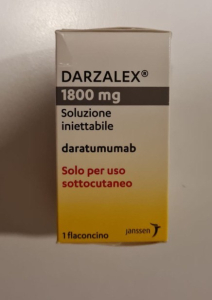 DARZALEX®
1800 mg
Soluzione
iniettabile
daratumumab
Solo per uso
sottocutaneo
1 flaconcino
janssen